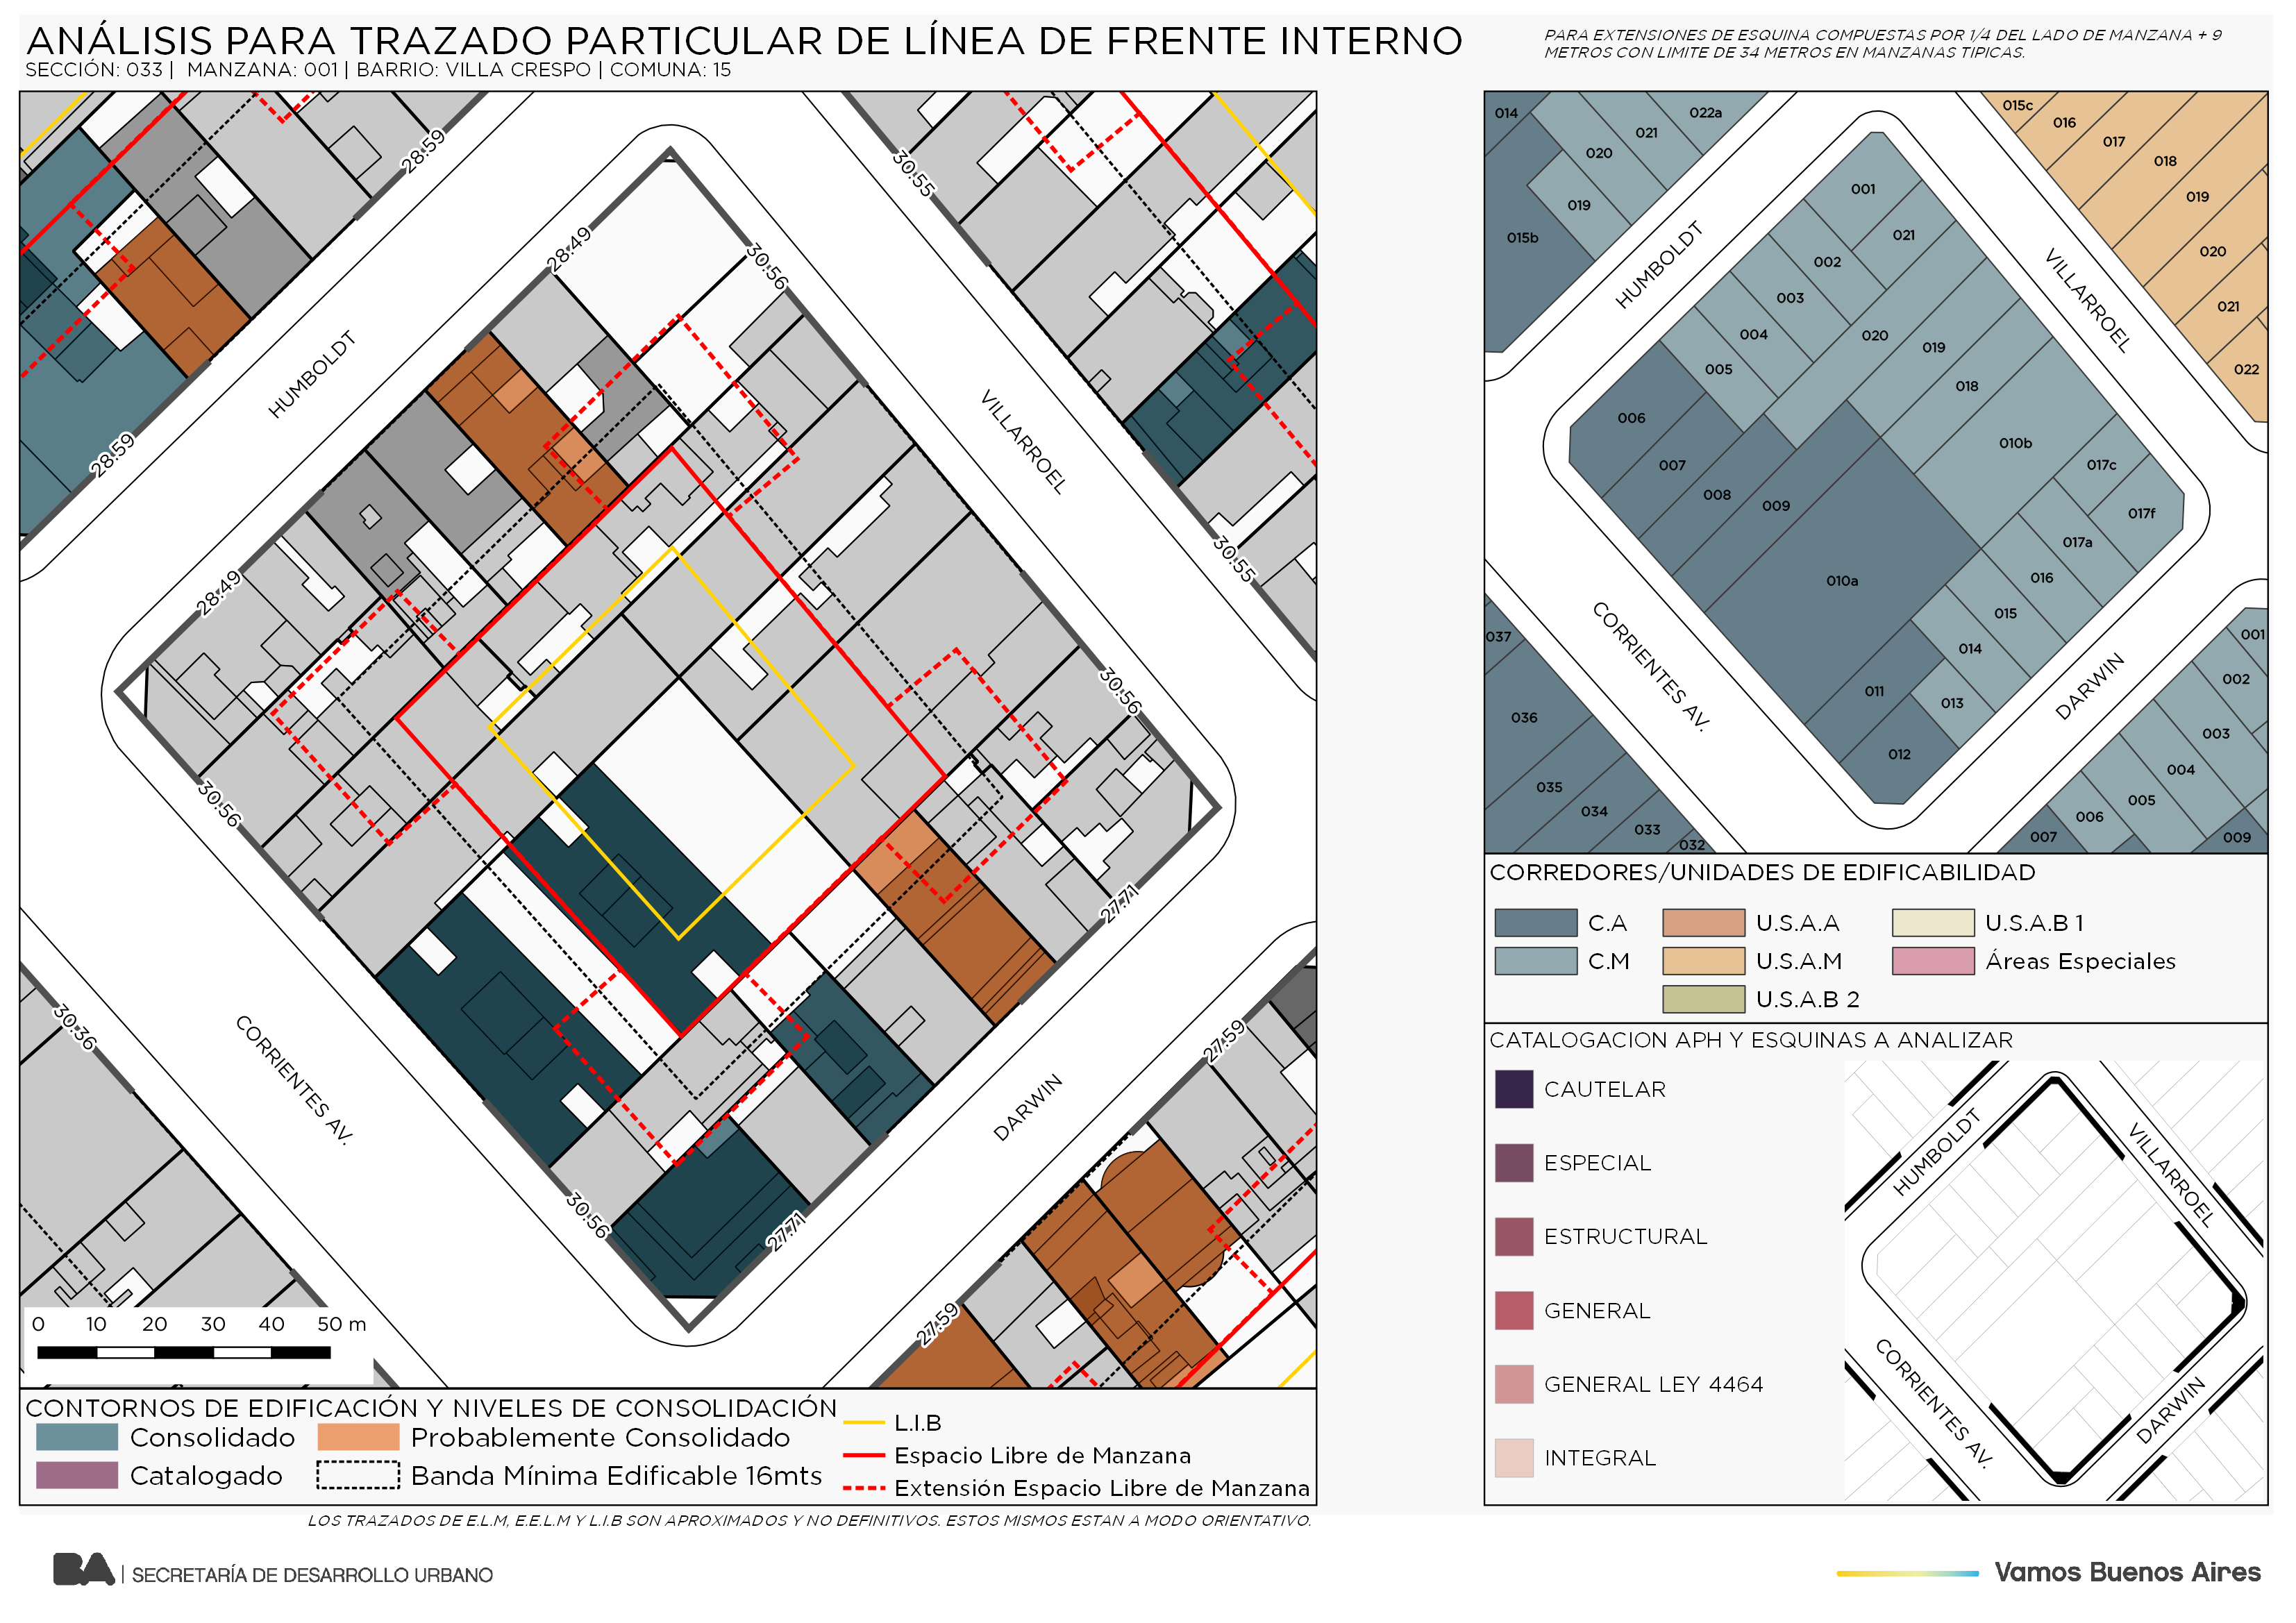 ANÁLISIS PARA TRAZADO PARTICULAR DE LÍNEA DE FRENTE INTERNO
SECCIÓN: 033 | MANZANA: 001 | BARRIO: VILLA CRESPO | COMUNA: 15
PARA EXTENSIONES DE ESQUINA COMPUESTAS POR 1/4 DEL LADO DE MANZANA + 9
METROS CON LIMITE DE 34 METROS EN MANZANAS TIPICAS.
28.59
30.55
28.49
30.56
HUMBOLDT
VILLARROEL
28.59
30.55
28.49
30.56
30.56
27.71
30.36
CORRIENTES AV.
27.59
DARWIN
30.56
27.71
27.59
0 10 20 30 40 50 m
CONTORNOS DE EDIFICACIÓN Y NIVELES DE CONSOLIDACIÓN
Consolidado
Probablemente Consolidado
Catalogado
Banda Mínima Edificable 16mts
L.I.B
Espacio Libre de Manzana
Extensión Espacio Libre de Manzana
LOS TRAZADOS DE E.L.M, E.E.L.M Y L.I.B SON APROXIMADOS Y NO DEFINITIVOS. ESTOS MISMOS ESTAN A MODO ORIENTATIVO.
014
022a
021
020
019
015b
015c
016
017
018
019
020
021
022
HUMBOLDT
VILLARROEL
001
021
002
003
004
005
020
019
018
006
007
008
009
010b
017c
017f
017a
016
010a
015
014
011
013
012
CORRIENTES AV.
DARWIN
037
036
035
034
033
032
001
002
003
004
005
006
007
009
CORREDORES/UNIDADES DE EDIFICABILIDAD
C.A
U.S.A.A
U.S.A.B 1
C.M
U.S.A.M
Áreas Especiales
U.S.A.B 2
CATALOGACION APH Y ESQUINAS A ANALIZAR
CAUTELAR
ESPECIAL
ESTRUCTURAL
GENERAL
GENERAL LEY 4464
INTEGRAL
HUMBOLDT
VILLARROEL
CORRIENTES AV.
DARWIN
BA | SECRETARÍA DE DESARROLLO URBANO
Vamos Buenos Aires